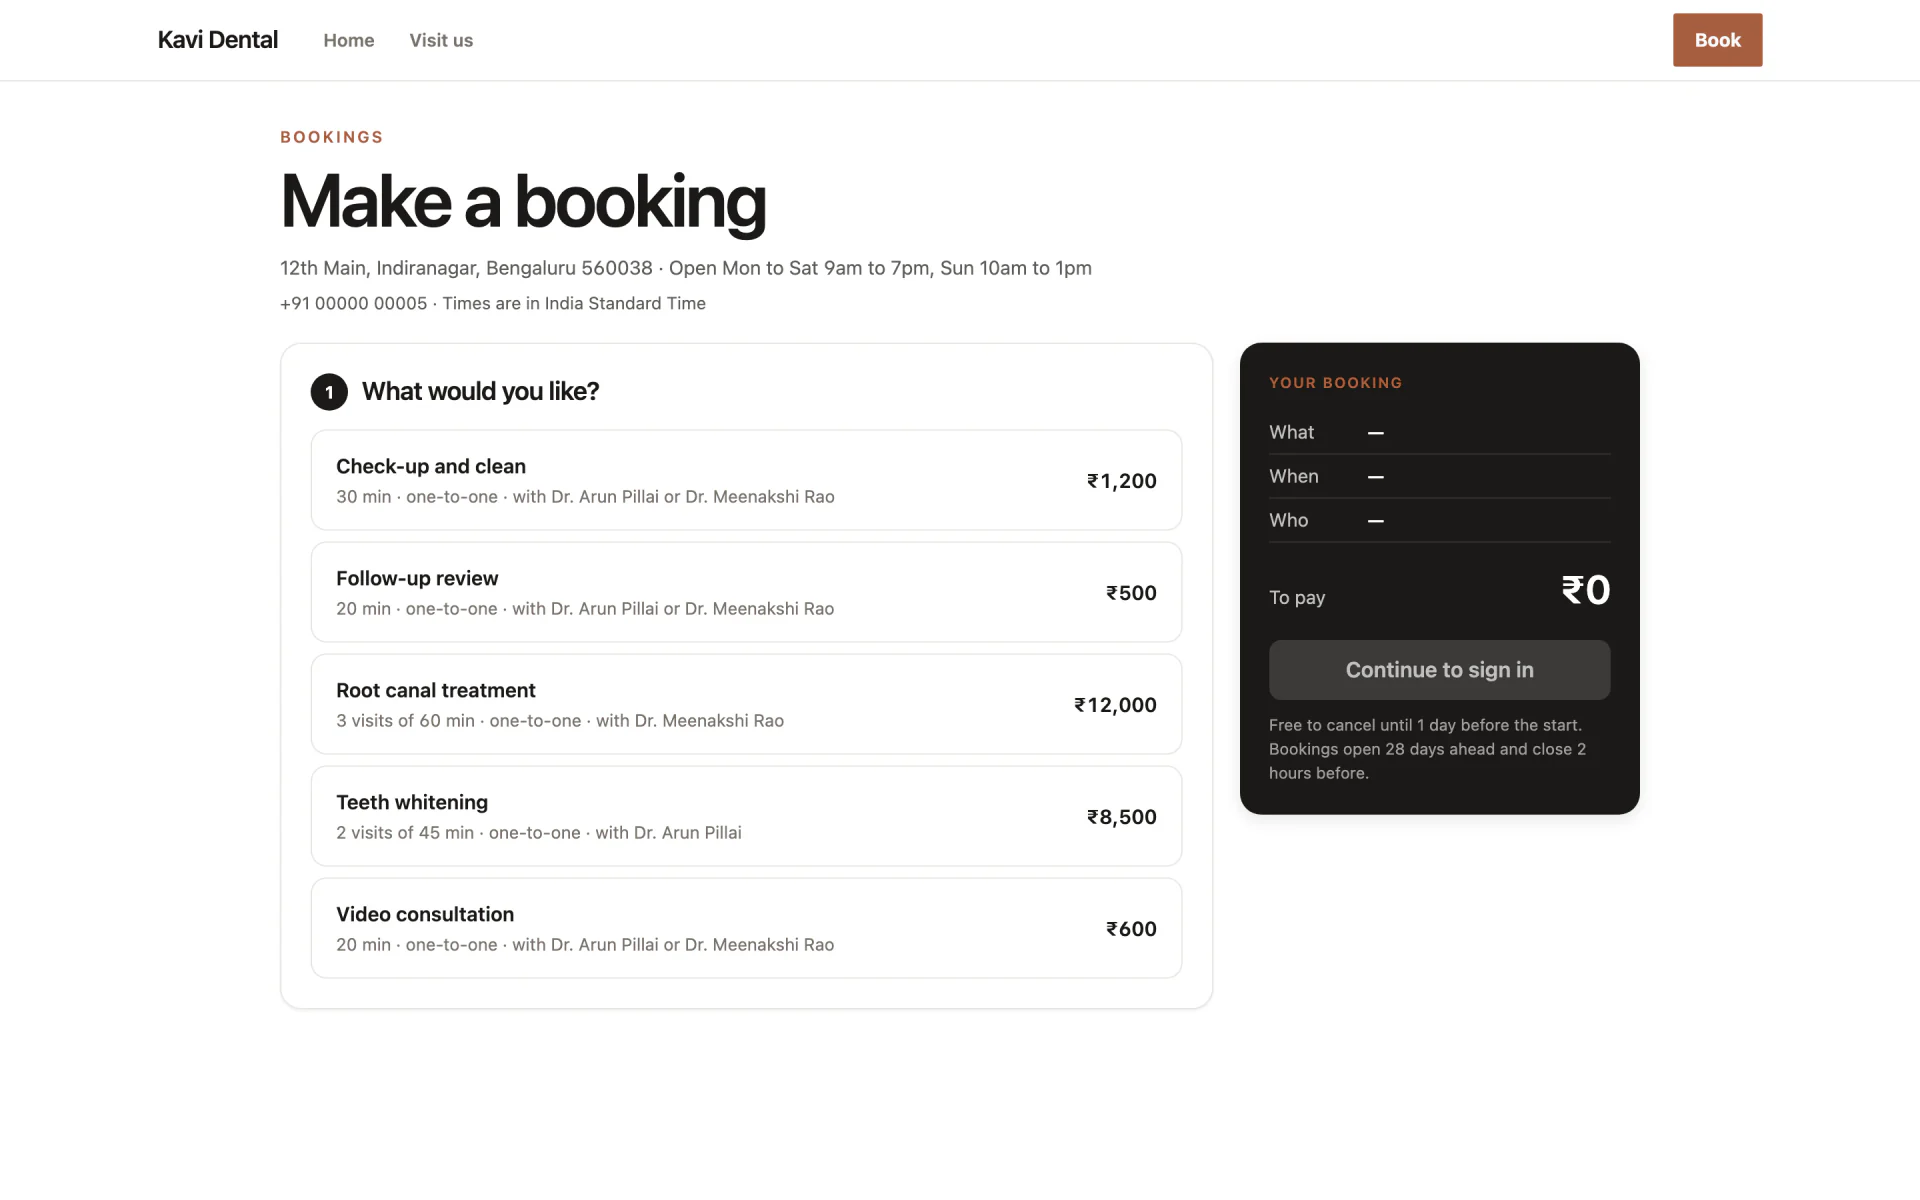 Kavi Dental
Home
Visit us
Book
BOOKINGS
Make a booking
12th Main, Indiranagar, Bengaluru 560038 · Open Mon to Sat 9am to 7pm, Sun 10am to 1pm
+91 00000 00005 · Times are in India Standard Time
1 What would you like?
Check-up and clean
30 min · one-to-one · with Dr. Arun Pillai or Dr. Meenakshi Rao
₹1,200
Follow-up review
20 min · one-to-one · with Dr. Arun Pillai or Dr. Meenakshi Rao
₹500
Root canal treatment
3 visits of 60 min · one-to-one · with Dr. Meenakshi Rao
₹12,000
Teeth whitening
2 visits of 45 min · one-to-one · with Dr. Arun Pillai
₹8,500
Video consultation
20 min · one-to-one · with Dr. Arun Pillai or Dr. Meenakshi Rao
₹600
YOUR BOOKING
What —
When —
Who —
To pay ₹0
Continue to sign in
Free to cancel until 1 day before the start.
Bookings open 28 days ahead and close 2
hours before.